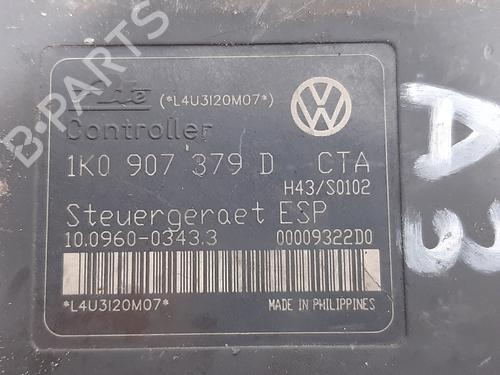 Ate (*L4U3I20M07*)
Controller
1K0 907 379 D CTA
H43/S0102
Steuergeraet ESP
10.0960-0343.3 00009322D0
*L4U3I20M07* MADE IN PHILIPPINES
A3
B-PARTS